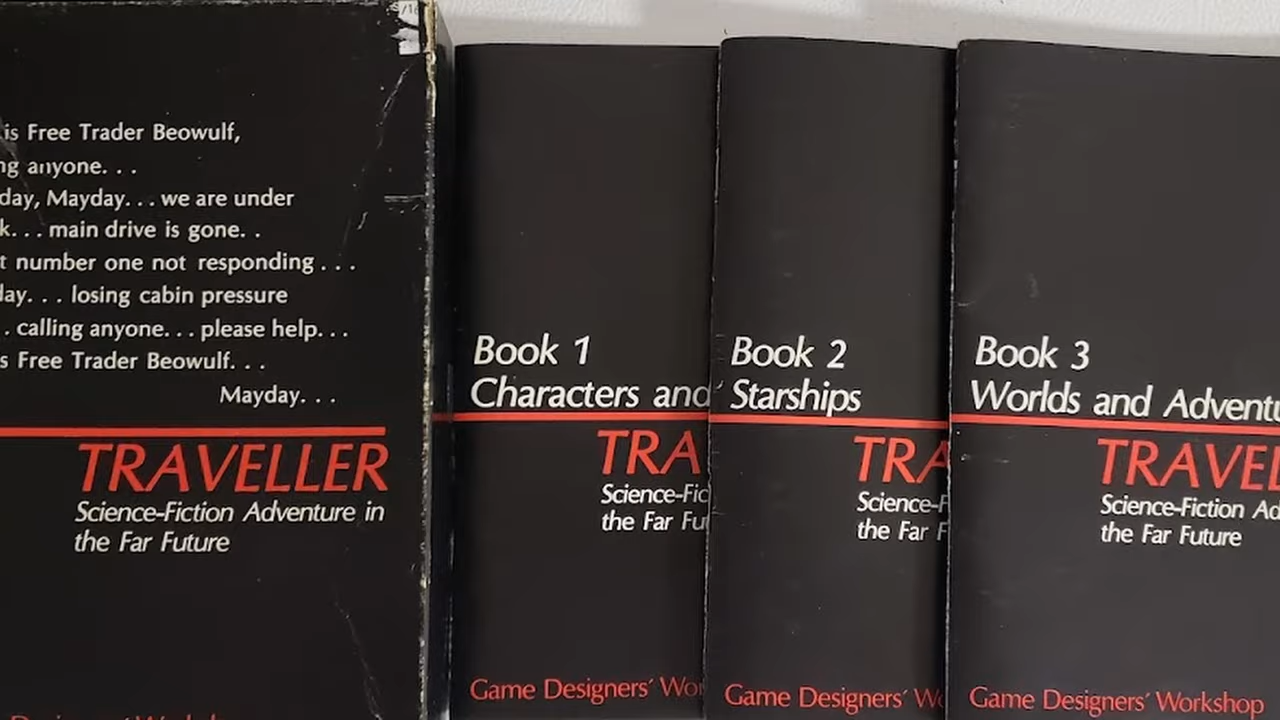 is Free Trader Beowulf,
ng anyone. . .
day, Mayday. . . we are under
k. . . main drive is gone. .
t number one not responding . . .
lay. . . losing cabin pressure
. calling anyone. . . please help. . .
s Free Trader Beowulf. . .
Mayday. . .
TRAVELLER
Science-Fiction Adventure in
the Far Future
Book 1
Characters and
TRA
Science-Fic
the Far Fu
Game Designers' Wor
Book 2
Starships
TRA
Science-F
the Far F
Game Designers' Wo
Book 3
Worlds and Adventu
TRAVEL
Science-Fiction Ad
the Far Future
Game Designers' Workshop